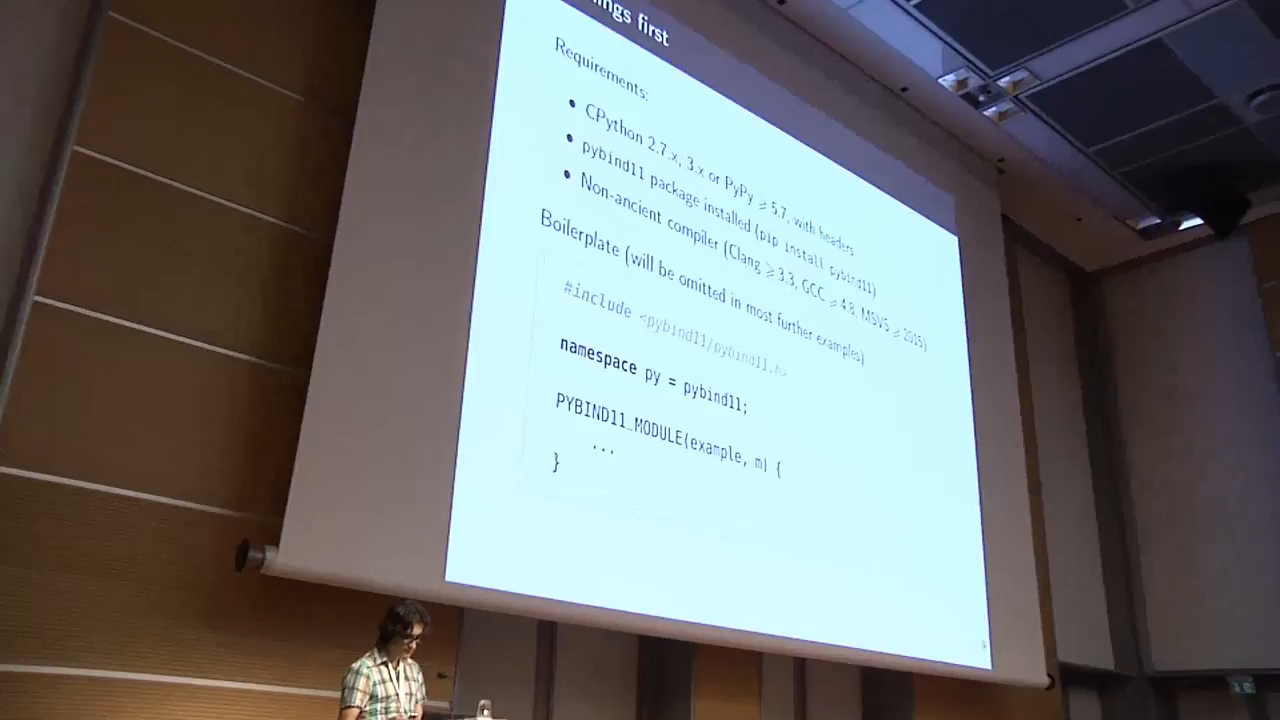 ings first
Requirements:
• CPython 2.7.x, 3.x or PyPy ⩾ 5.7, with headers
• pybind11 package installed (pip install pybind11)
• Non-ancient compiler (Clang ⩾ 3.3, GCC ⩾ 4.8, MSVS ⩾ 2015)
Boilerplate (will be omitted in most further examples)
#include <pybind11/pybind11.h>
namespace py = pybind11;
PYBIND11_MODULE(example, m) {
...
}